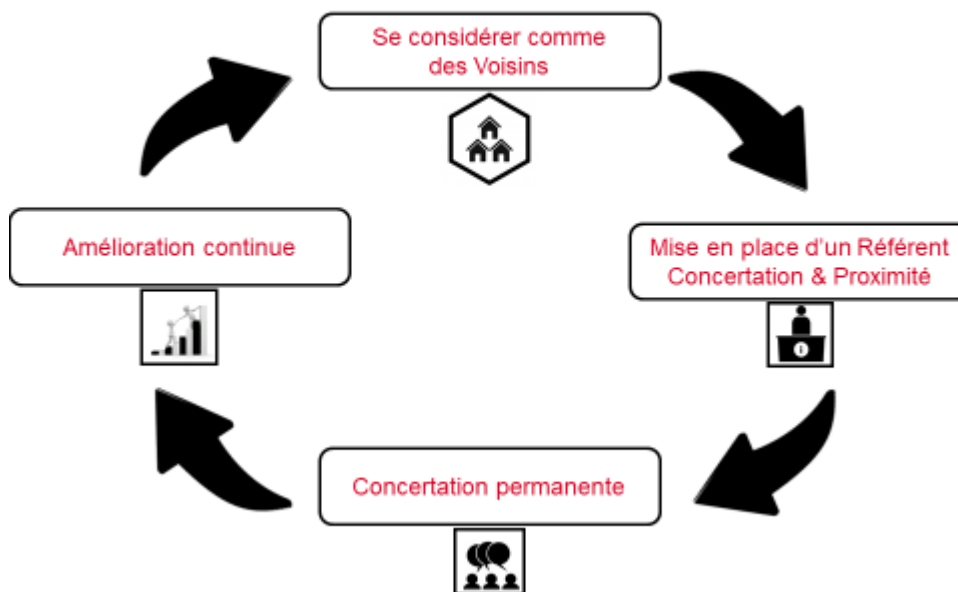 Se considérer comme
des Voisins
Mise en place d'un Référent
Concertation & Proximité
Concertation permanente
Amélioration continue